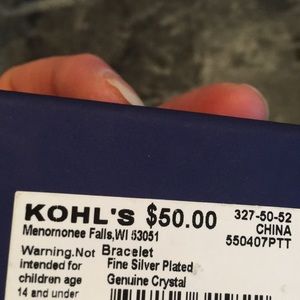 KOHL'S $50.00 327-50-52
Menomonee Falls,WI 53051 CHINA
550407PTT
Warning.Not Bracelet
intended for Fine Silver Plated
children age Genuine Crystal
14 and under